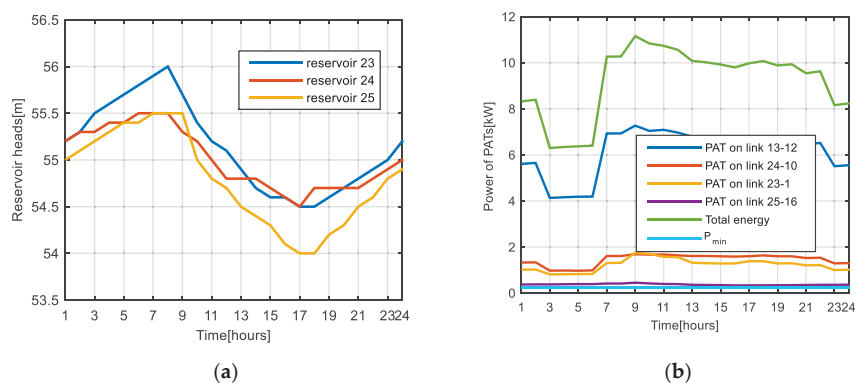 56.5
56
55.5
55
54.5
54
53.5
Reservoir heads[m]
reservoir 23
reservoir 24
reservoir 25
1 3 5 7 9 11 13 15 17 19 21 2324
Time[hours]
(a)
12
10
8
6
4
2
0
Power of PATs[kW]
PAT on link 13-12
PAT on link 24-10
PAT on link 23-1
PAT on link 25-16
Total energy
Pmin
1 3 5 7 9 11 13 15 17 19 21 2324
Time[hours]
(b)